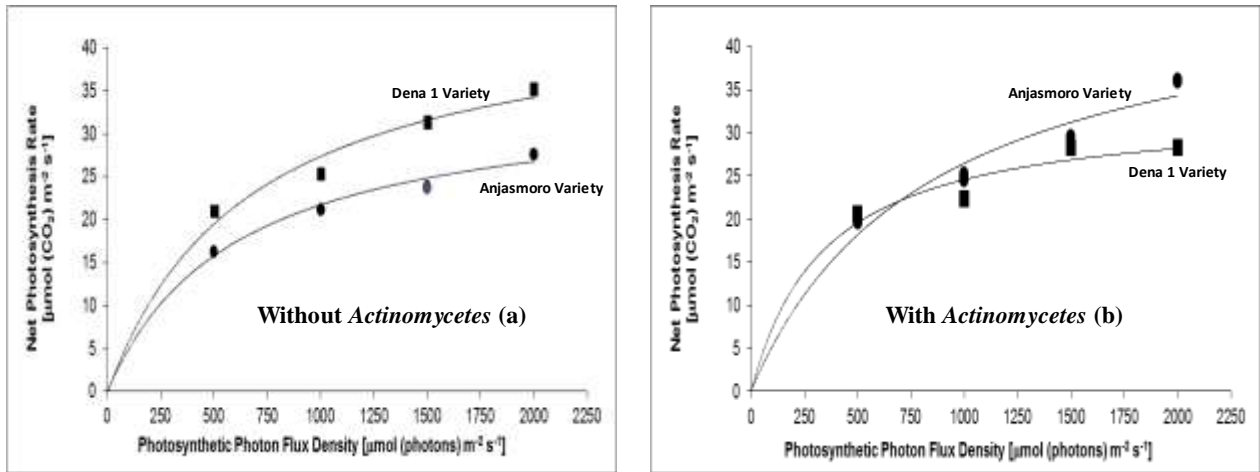 Net Photosynthesis Rate
[µmol (CO₂) m⁻² s⁻¹]
40
35
30
25
20
15
10
5
0
Dena 1 Variety
Anjasmoro Variety
Without Actinomycetes (a)
0 250 500 750 1000 1250 1500 1750 2000 2250
Photosynthetic Photon Flux Density [µmol (photons) m⁻² s⁻¹]
Net Photosynthesis Rate
[µmol (CO₂) m⁻² s⁻¹]
40
35
30
25
20
15
10
5
0
Anjasmoro Variety
Dena 1 Variety
With Actinomycetes (b)
0 250 500 750 1000 1250 1500 1750 2000 2250
Photosynthetic Photon Flux Density [µmol (photons) m⁻² s⁻¹]